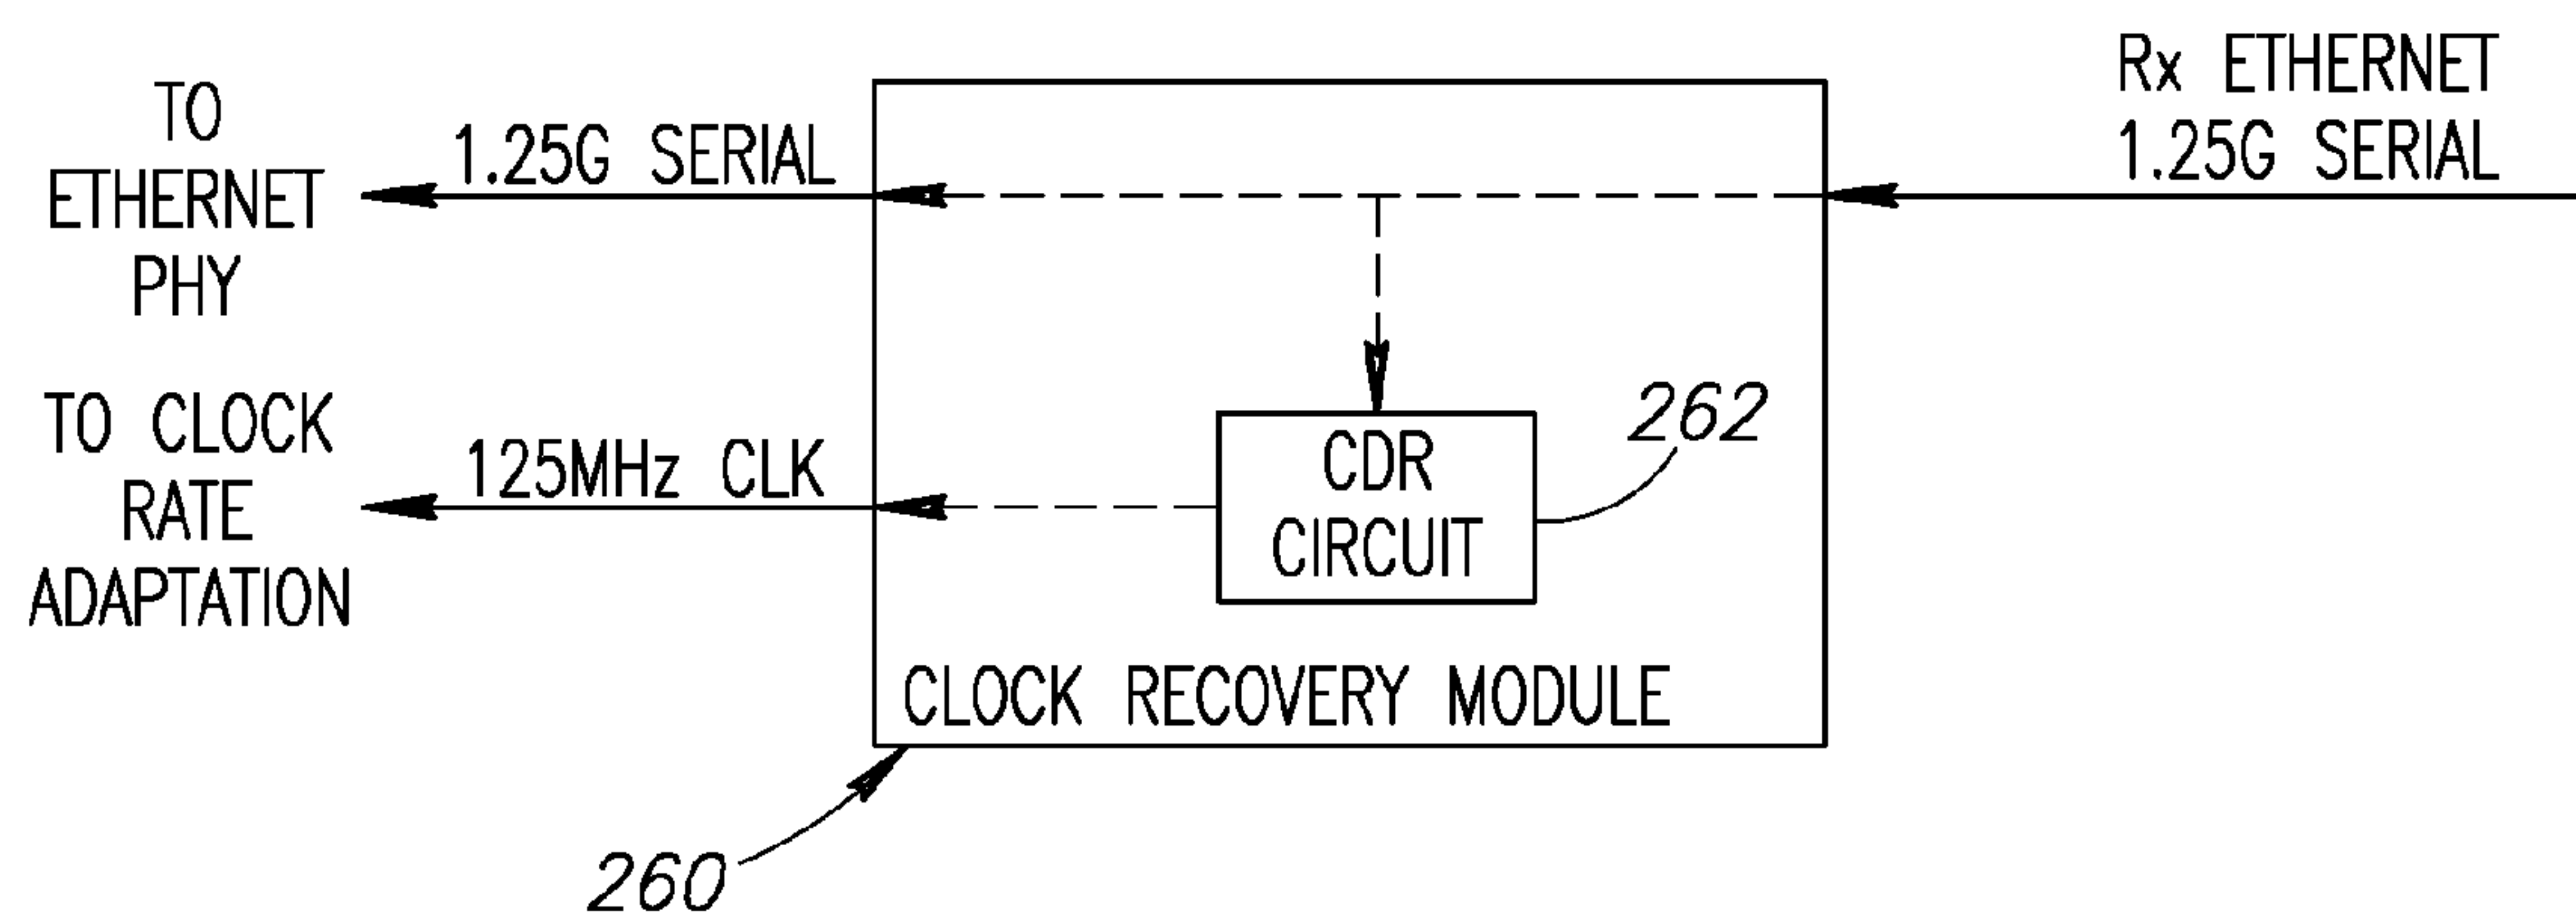 TO
ETHERNET
PHY
1.25G SERIAL
Rx ETHERNET
1.25G SERIAL
TO CLOCK
RATE
ADAPTATION
125MHz CLK
CDR
CIRCUIT
262
CLOCK RECOVERY MODULE
260